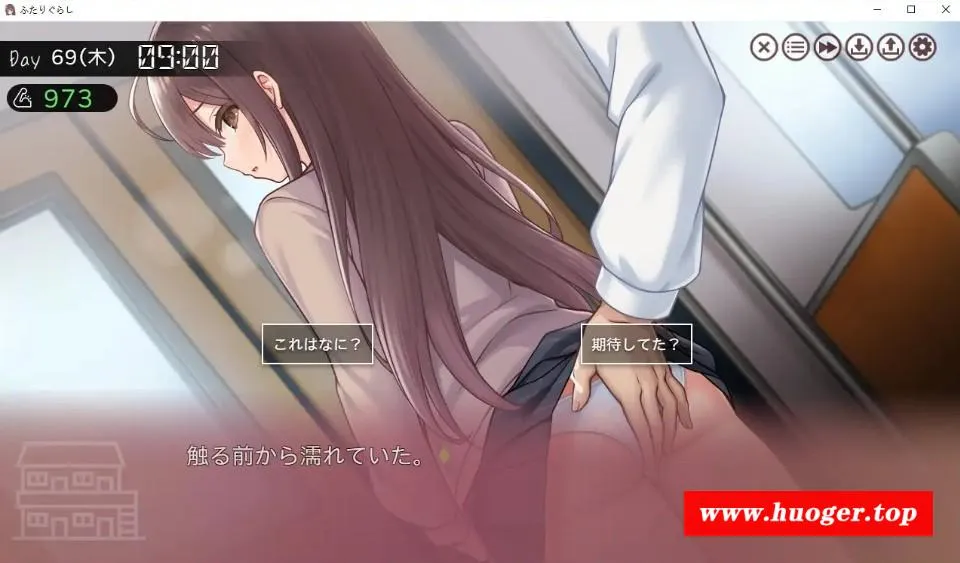 ふたりぐらし
Day 69(木) 09:00
973
これはなに？
期待してた？
触る前から濡れていた。
www.huoger.top